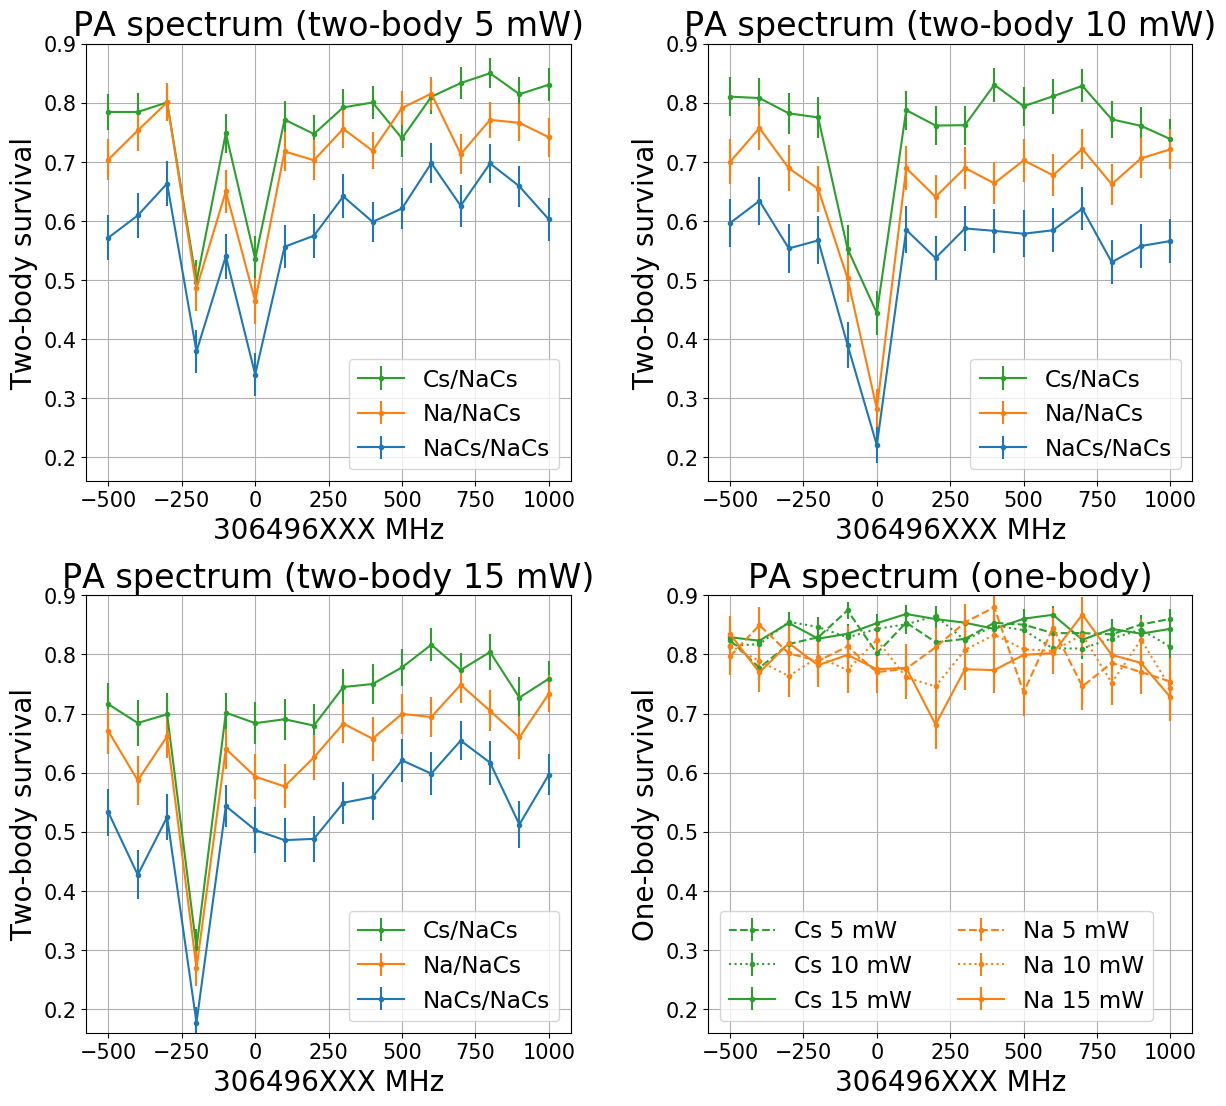 PA spectrum (two-body 5 mW)
0.9
0.8
0.7
0.6
0.5
0.4
0.3
0.2
Two-body survival
Cs/NaCs
Na/NaCs
NaCs/NaCs
−500 −250 0 250 500 750 1000
306496XXX MHz
PA spectrum (two-body 10 mW)
0.9
0.8
0.7
0.6
0.5
0.4
0.3
0.2
Two-body survival
Cs/NaCs
Na/NaCs
NaCs/NaCs
−500 −250 0 250 500 750 1000
306496XXX MHz
PA spectrum (two-body 15 mW)
0.9
0.8
0.7
0.6
0.5
0.4
0.3
0.2
Two-body survival
Cs/NaCs
Na/NaCs
NaCs/NaCs
−500 −250 0 250 500 750 1000
306496XXX MHz
PA spectrum (one-body)
0.9
0.8
0.7
0.6
0.5
0.4
0.3
0.2
One-body survival
Cs 5 mW Na 5 mW
Cs 10 mW Na 10 mW
Cs 15 mW Na 15 mW
−500 −250 0 250 500 750 1000
306496XXX MHz